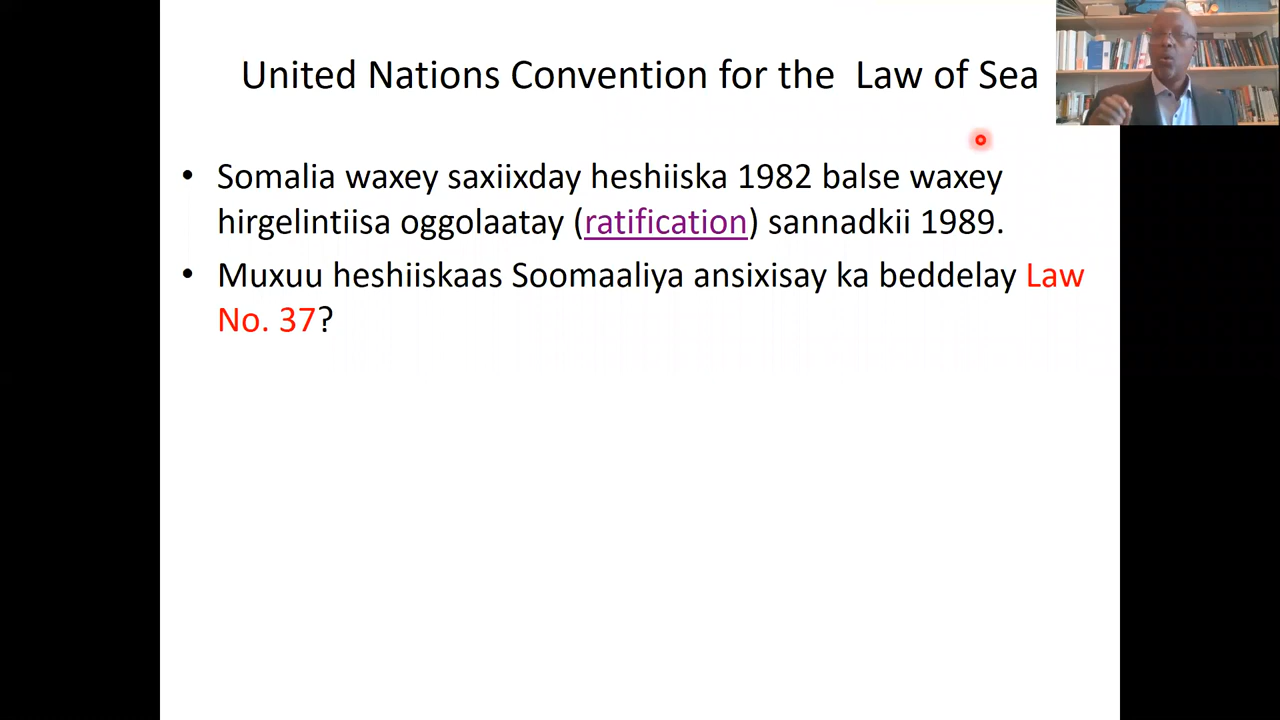 United Nations Convention for the  Law of Sea
• Somalia waxey saxiixday heshiiska 1982 balse waxey
hirgelintiisa oggolaatay (ratification) sannadkii 1989.
• Muxuu heshiiskaas Soomaaliya ansixisay ka beddelay Law
No. 37?